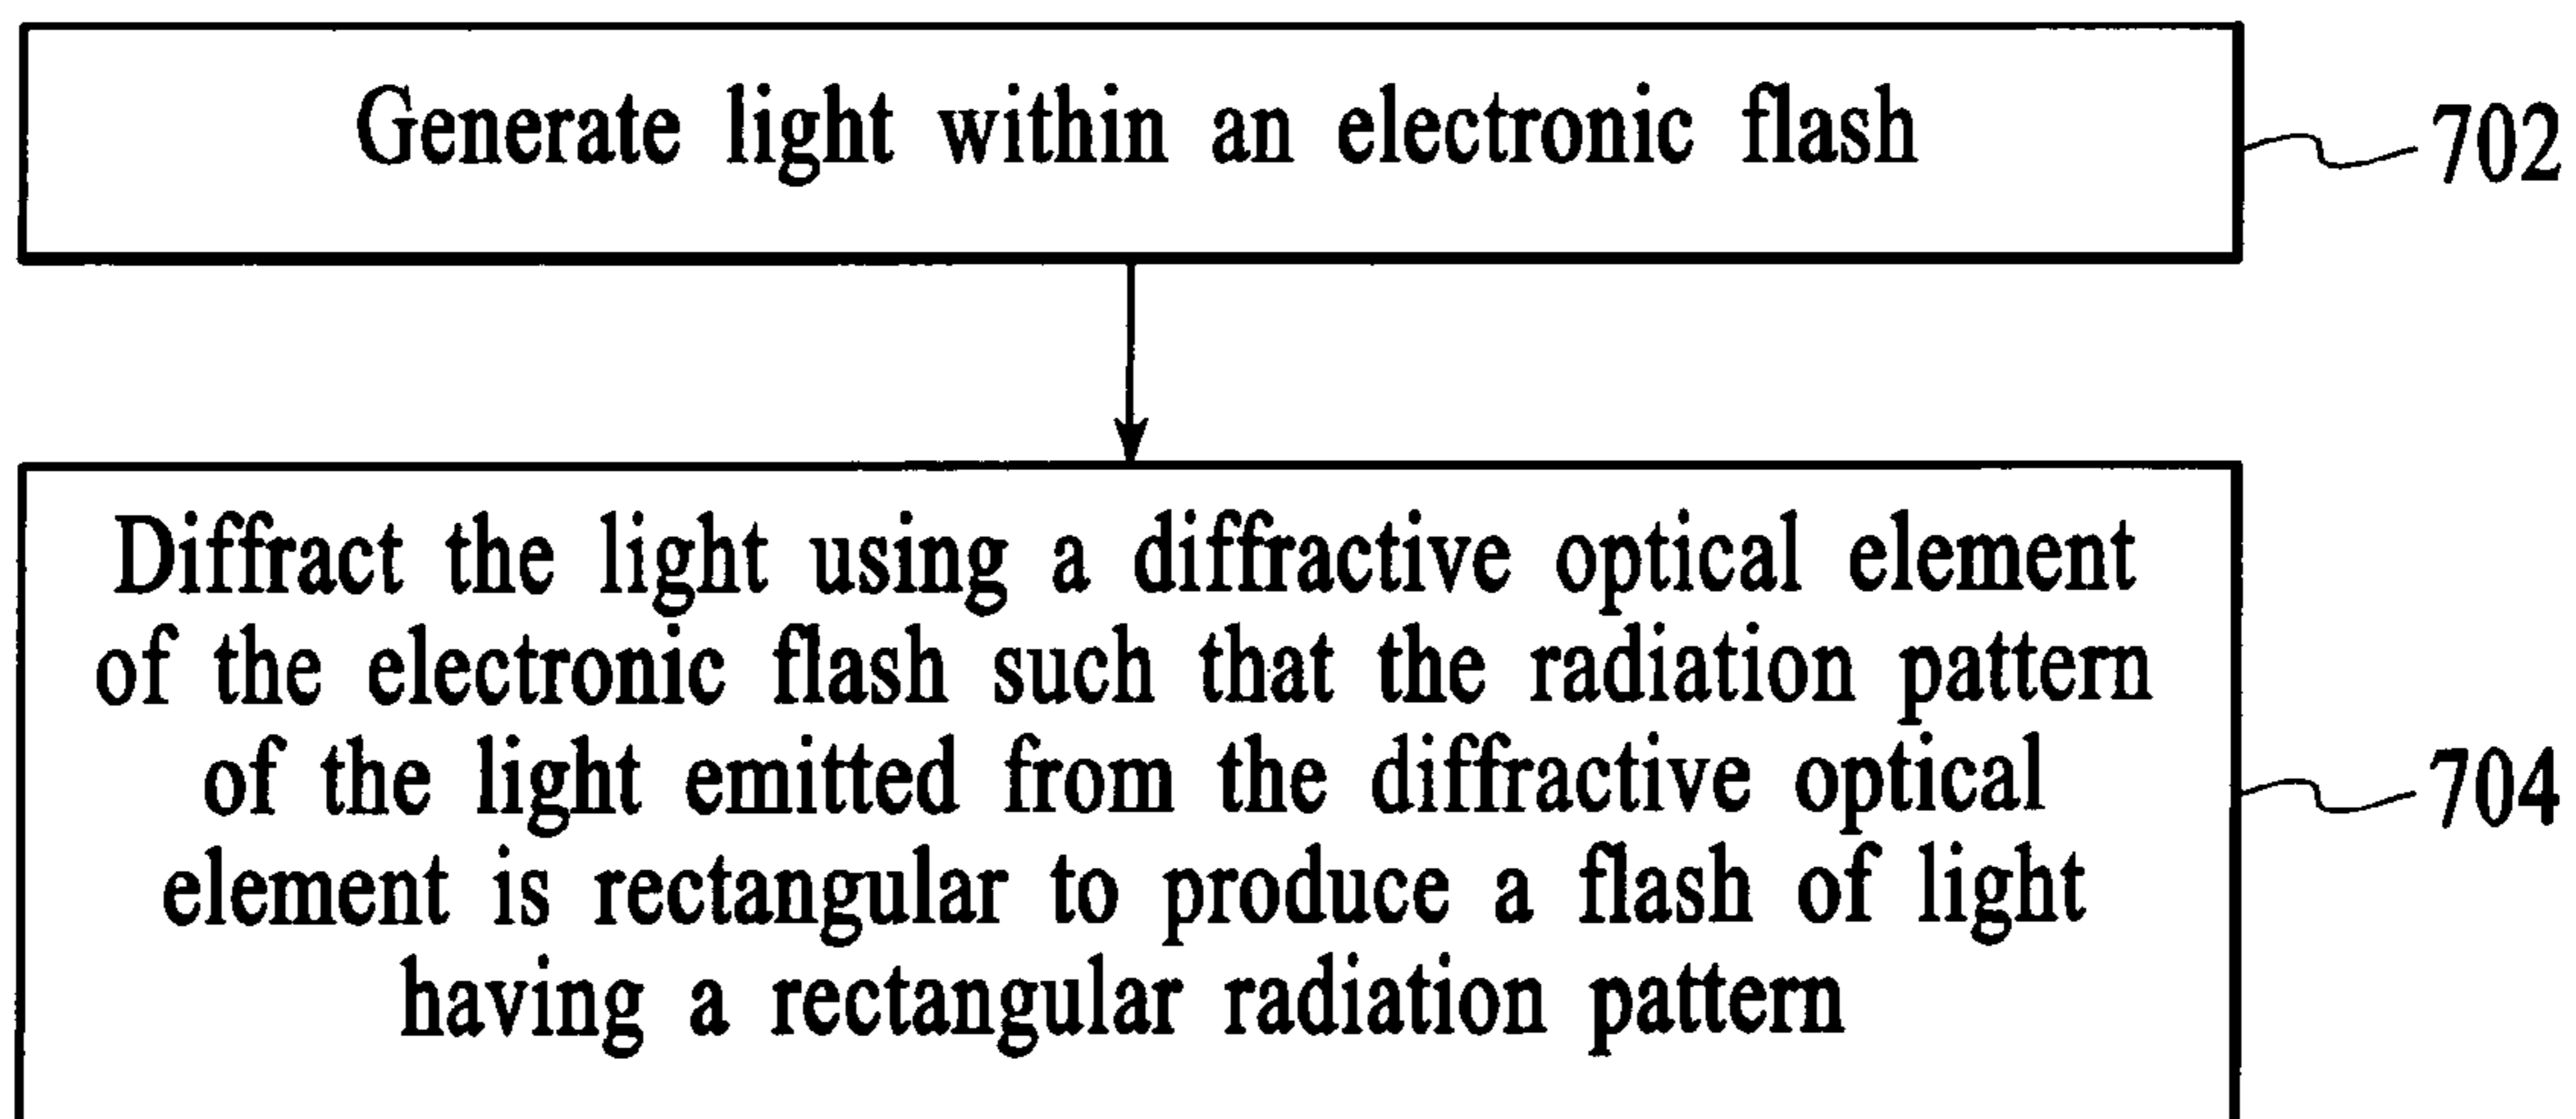 Generate light within an electronic flash
702
Diffract the light using a diffractive optical element
of the electronic flash such that the radiation pattern
of the light emitted from the diffractive optical
element is rectangular to produce a flash of light
having a rectangular radiation pattern
704